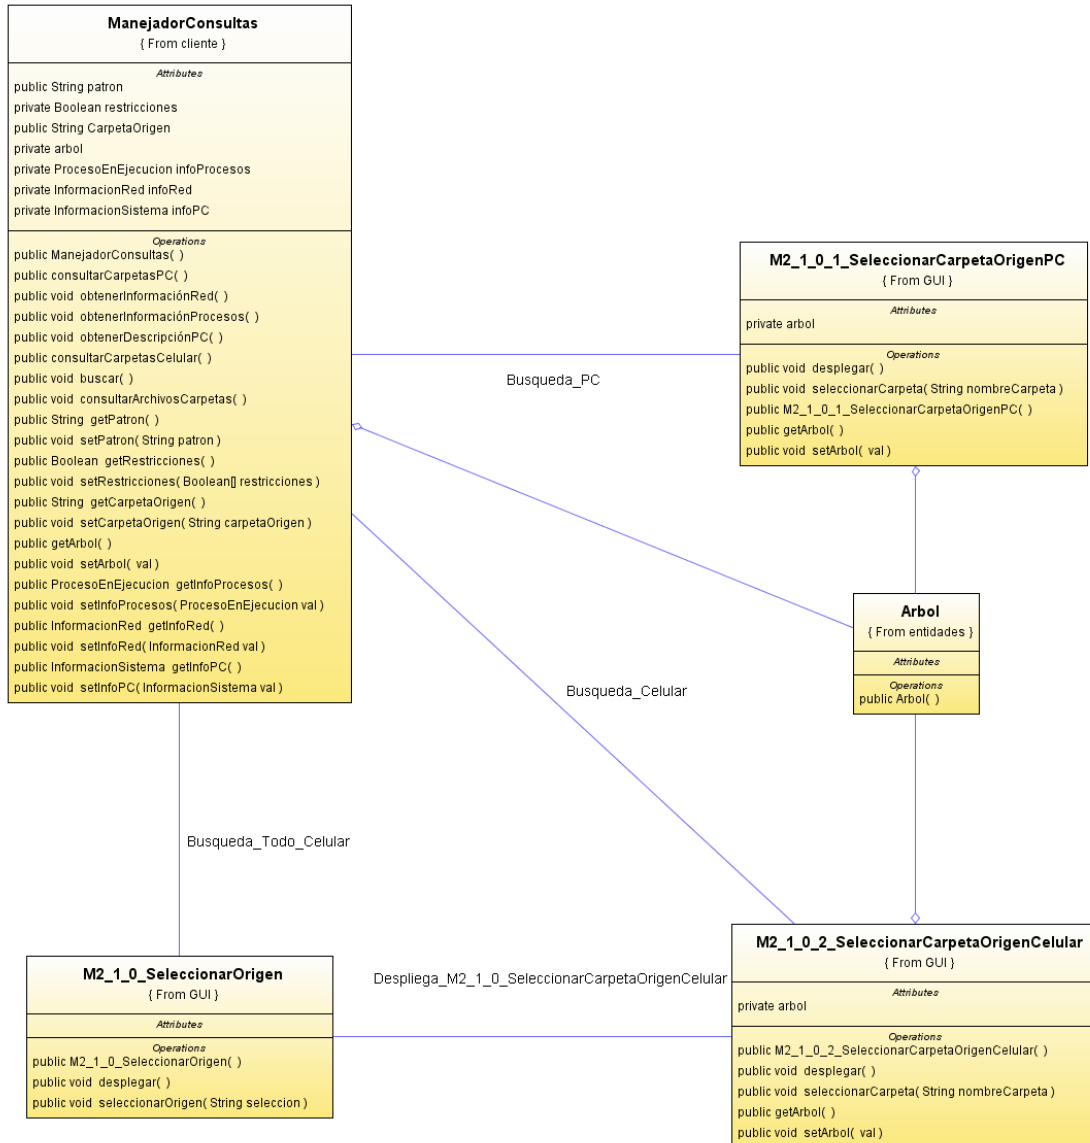 ManejadorConsultas
{ From cliente }
Attributes
public String patron
private Boolean restricciones
public String CarpetaOrigen
private arbol
private ProcesoEnEjecucion infoProcesos
private InformacionRed infoRed
private InformacionSistema infoPC
Operations
public ManejadorConsultas( )
public consultarCarpetasPC( )
public void obtenerInformaciónRed( )
public void obtenerInformaciónProcesos( )
public void obtenerDescripciónPC( )
public consultarCarpetasCelular( )
public void buscar( )
public void consultarArchivosCarpetas( )
public String getPatron( )
public void setPatron( String patron )
public Boolean getRestricciones( )
public void setRestricciones( Boolean[] restricciones )
public String getCarpetaOrigen( )
public void setCarpetaOrigen( String carpetaOrigen )
public getArbol( )
public void setArbol( val )
public ProcesoEnEjecucion getInfoProcesos( )
public void setInfoProcesos( ProcesoEnEjecucion val )
public InformacionRed getInfoRed( )
public void setInfoRed( InformacionRed val )
public InformacionSistema getInfoPC( )
public void setInfoPC( InformacionSistema val )
M2_1_0_1_SeleccionarCarpetaOrigenPC
{ From GUI }
Attributes
private arbol
Operations
public void desplegar( )
public void seleccionarCarpeta( String nombreCarpeta )
public M2_1_0_1_SeleccionarCarpetaOrigenPC( )
public getArbol( )
public void setArbol( val )
Busqueda_PC
Arbol
{ From entidades }
Attributes
Operations
public Arbol( )
Busqueda_Celular
Busqueda_Todo_Celular
M2_1_0_SeleccionarOrigen
{ From GUI }
Attributes
Operations
public M2_1_0_SeleccionarOrigen( )
public void desplegar( )
public void seleccionarOrigen( String seleccion )
Despliega_M2_1_0_SeleccionarCarpetaOrigenCelular
M2_1_0_2_SeleccionarCarpetaOrigenCelular
{ From GUI }
Attributes
private arbol
Operations
public M2_1_0_2_SeleccionarCarpetaOrigenCelular( )
public void desplegar( )
public void seleccionarCarpeta( String nombreCarpeta )
public getArbol( )
public void setArbol( val )